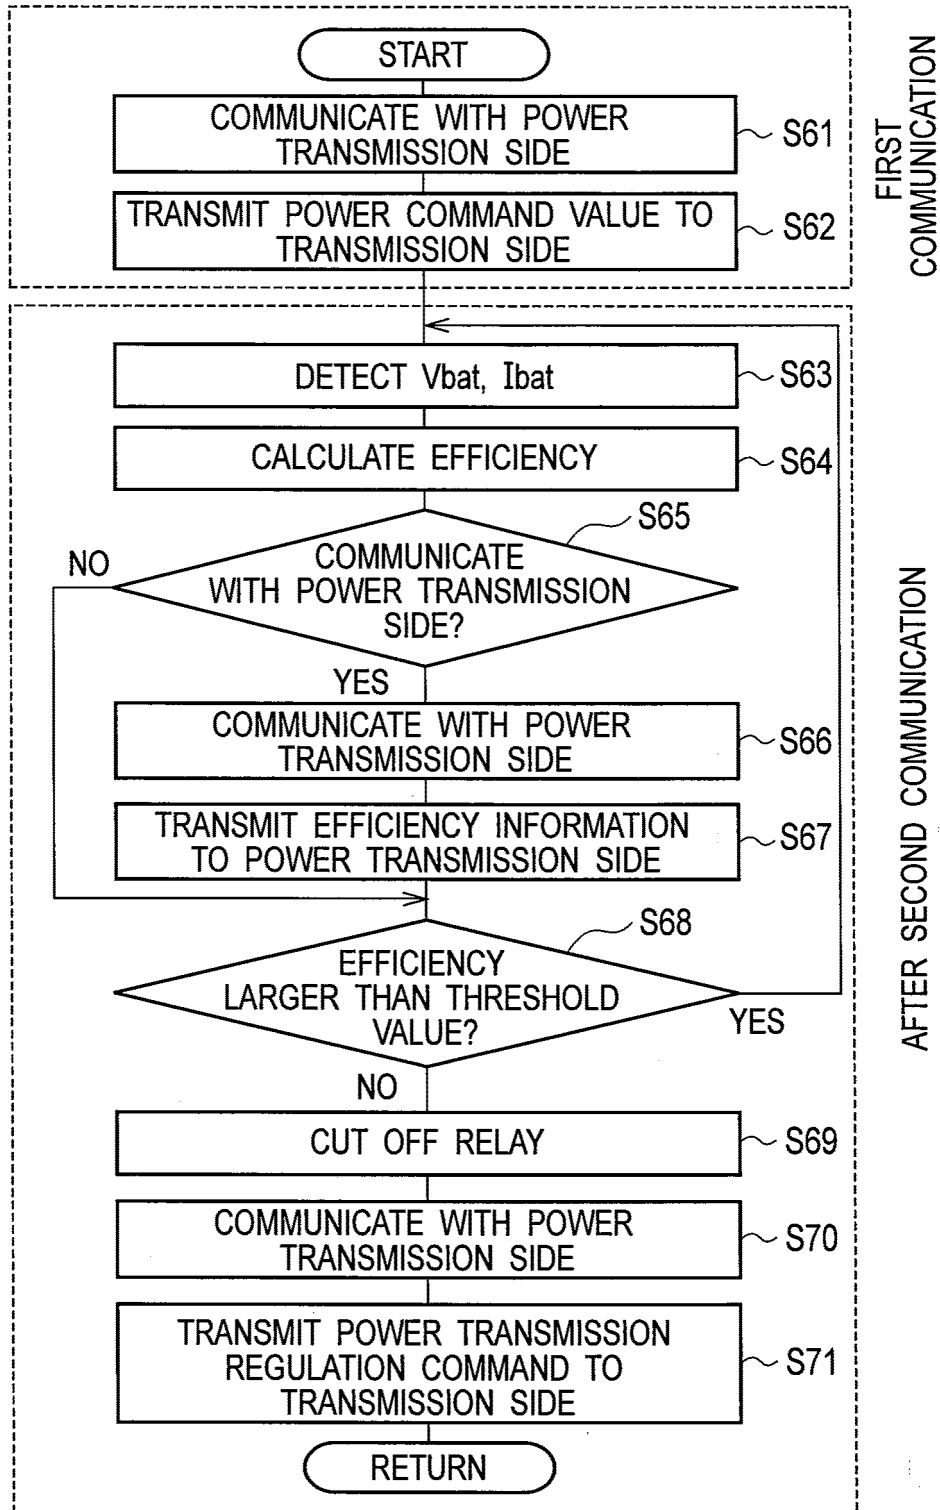 START
COMMUNICATE WITH POWER
TRANSMISSION SIDE
S61
TRANSMIT POWER COMMAND VALUE TO
TRANSMISSION SIDE
S62
FIRST
COMMUNICATION
DETECT Vbat, Ibat
S63
CALCULATE EFFICIENCY
S64
S65
NO
COMMUNICATE
WITH POWER TRANSMISSION
SIDE?
YES
COMMUNICATE WITH POWER
TRANSMISSION SIDE
S66
TRANSMIT EFFICIENCY INFORMATION
TO POWER TRANSMISSION SIDE
S67
S68
EFFICIENCY
LARGER THAN THRESHOLD
VALUE?
YES
NO
CUT OFF RELAY
S69
COMMUNICATE WITH POWER
TRANSMISSION SIDE
S70
TRANSMIT POWER TRANSMISSION
REGULATION COMMAND TO
TRANSMISSION SIDE
S71
RETURN
AFTER SECOND COMMUNICATION